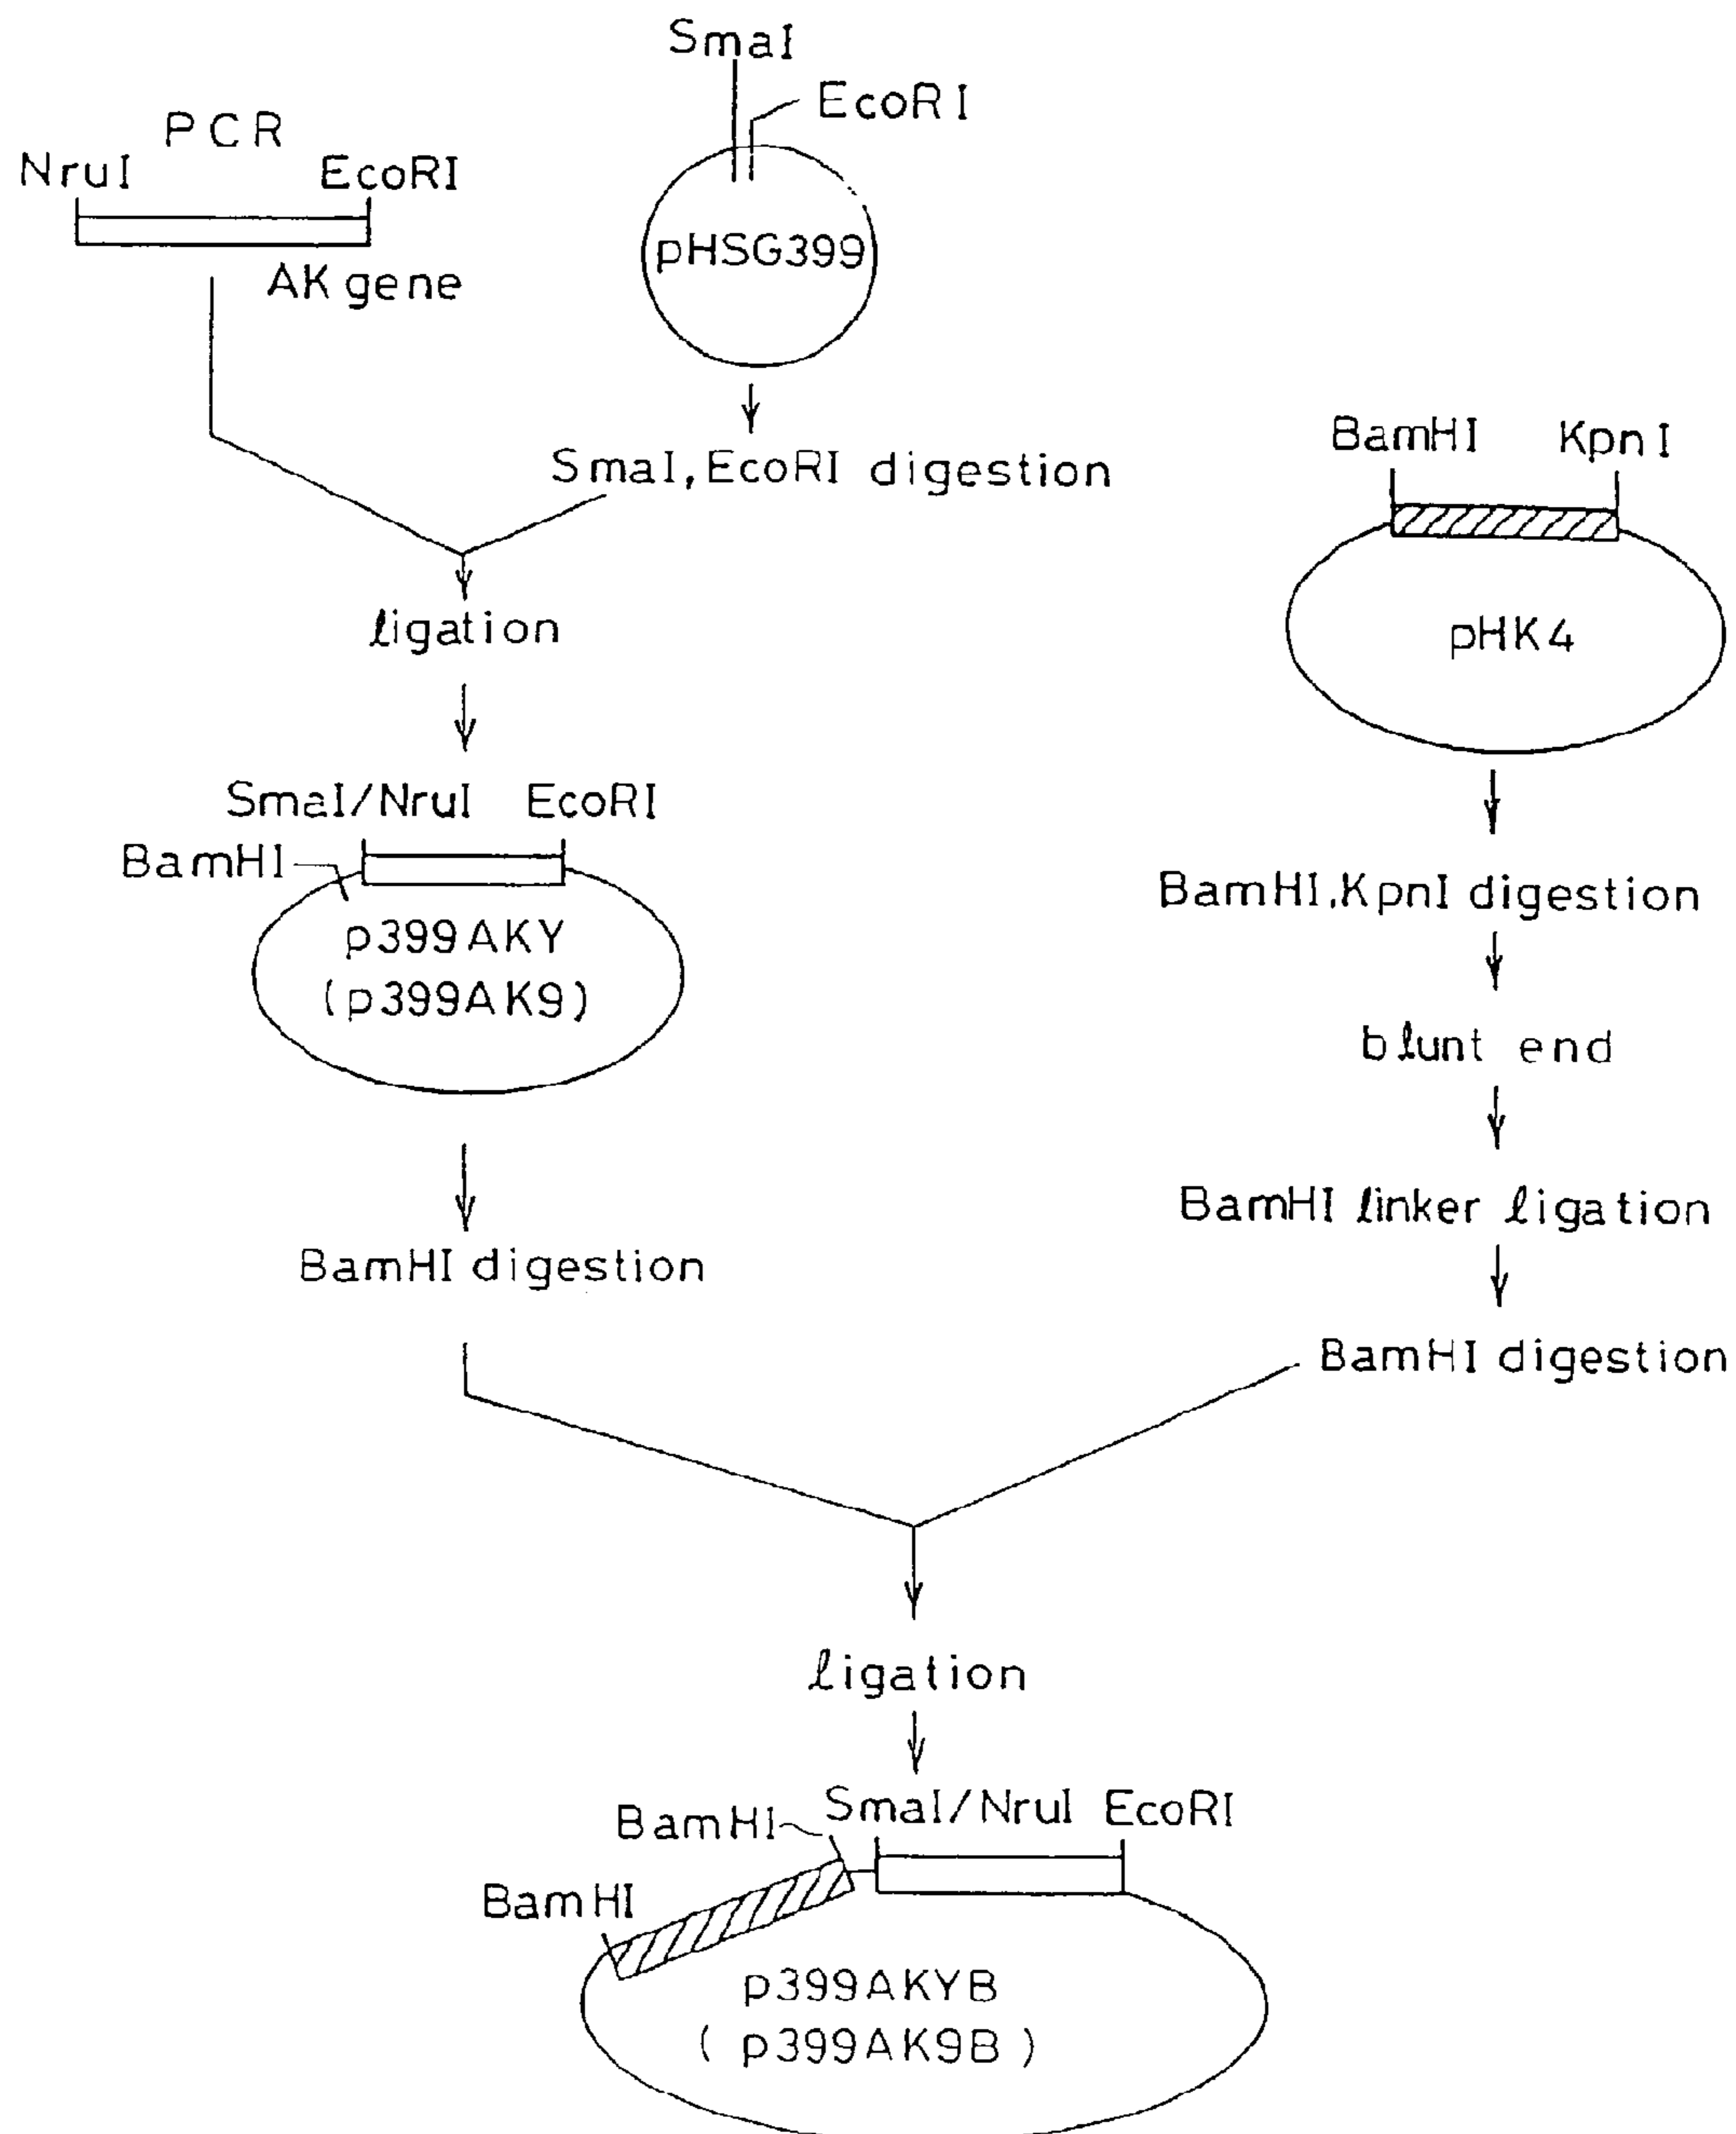 SmaI
EcoRI
PCR
NruI EcoRI
AK gene
pHSG399
SmaI, EcoRI digestion
ligation
SmaI/NruI EcoRI
BamHI
p399AKY
(p399AK9)
BamHI digestion
BamHI KpnI
pHK4
BamHI, KpnI digestion
blunt end
BamHI linker ligation
BamHI digestion
ligation
BamHI SmaI/NruI EcoRI
BamHI
p399AKYB
(p399AK9B)